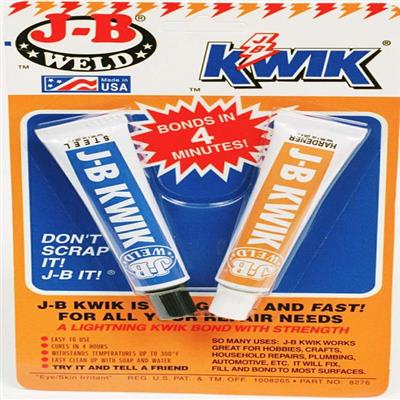 J-B
WELD
TM
Made in
USA
J-B
KWIK
TM
BONDS IN
4
MINUTES!
STEEL
J-B KWIK
J-B
WELD
HARDENER
J-B KWIK
J-B
WELD
DON'T
SCRAP
IT!
J-B IT!
J-B KWIK IS AND FAST!
FOR ALL YOUR REPAIR NEEDS
A LIGHTNING KWIK BOND WITH STRENGTH
EASY TO USE
CURES IN 4 HOURS
WITHSTANDS TEMPERATURES UP TO 300°F
EASY CLEAN UP WITH SOAP AND WATER
TRY IT AND TELL A FRIEND
SO MANY USES: J-B KWIK WORKS
GREAT FOR HOBBIES, CRAFTS,
HOUSEHOLD REPAIRS, PLUMBING,
AUTOMOTIVE, ETC. IT WILL FIX,
FILL AND BOND TO MOST SURFACES.
"Eye/Skin Irritant" REG. U.S. PAT. & TM. OFF. 1008265 • PART NO: 8276